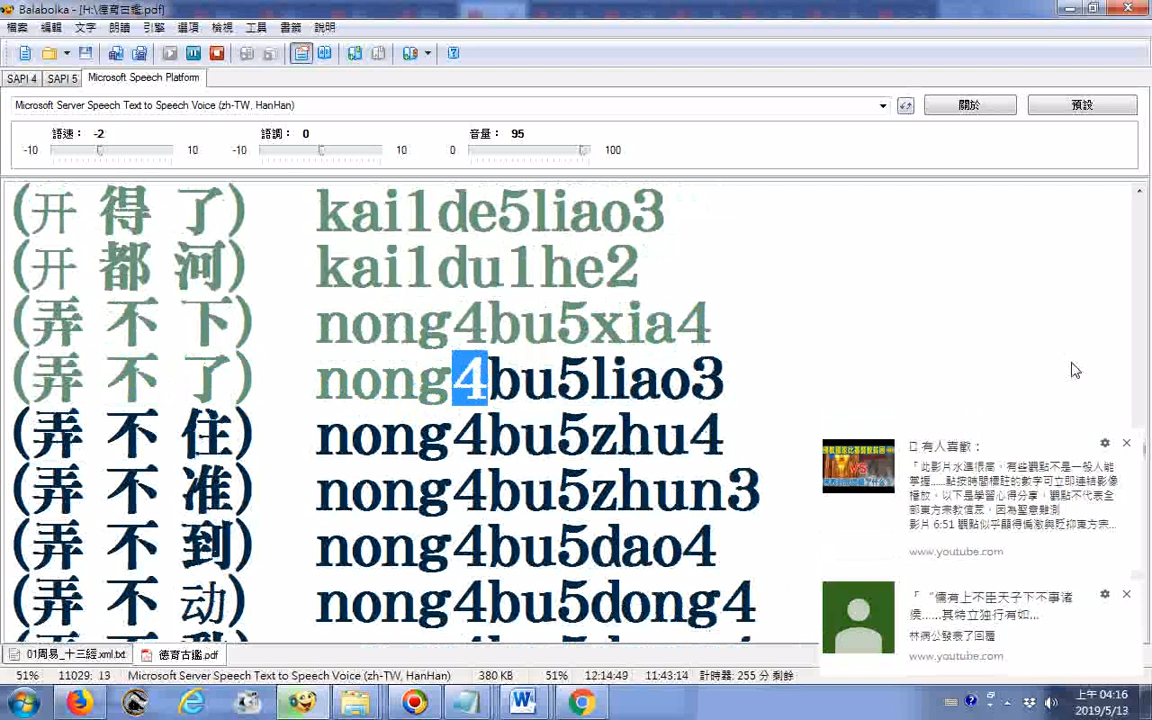 Balabolka - [H:\德育古鑑.pdf]
檔案 編輯 文字 朗讀 引擎 選項 檢視 工具 書籤 說明
SAPI 4 SAPI 5 Microsoft Speech Platform
Microsoft Server Speech Text to Speech Voice (zh-TW, HanHan)
關於 預設
語速： -2 語調： 0 音量： 95
-10 10 -10 10 0 100
(开 得 了) kai1de5liao3
(开 都 河) kai1du1he2
(弄 不 下) nong4bu5xia4
(弄 不 了) nong4bu5liao3
(弄 不 住) nong4bu5zhu4
(弄 不 准) nong4bu5zhun3
(弄 不 到) nong4bu5dao4
(弄 不 动) nong4bu5dong4
有人喜歡：
「此影片水準很高，有些觀點不是一般人能
掌握......點按時間標註的數字可立即連結影像
播放，以下是學習心得分享，觀點不代表全
部東方宗教信眾，因為聖意難測
影片 6:51 觀點似乎顯得偏激與貶抑東方宗...
www.youtube.com
「“儒有上不臣天子下不事诸
侯......其特立独行有如...
林病公發表了回覆
www.youtube.com
01周易_十三經.xml.txt 德育古鑑.pdf
51% 11029: 13 Microsoft Server Speech Text to Speech Voice (zh-TW, HanHan) 380 KB 51% 12:14:49 11:43:14 計時器: 255 分 剩餘
上午 04:16
2019/5/13